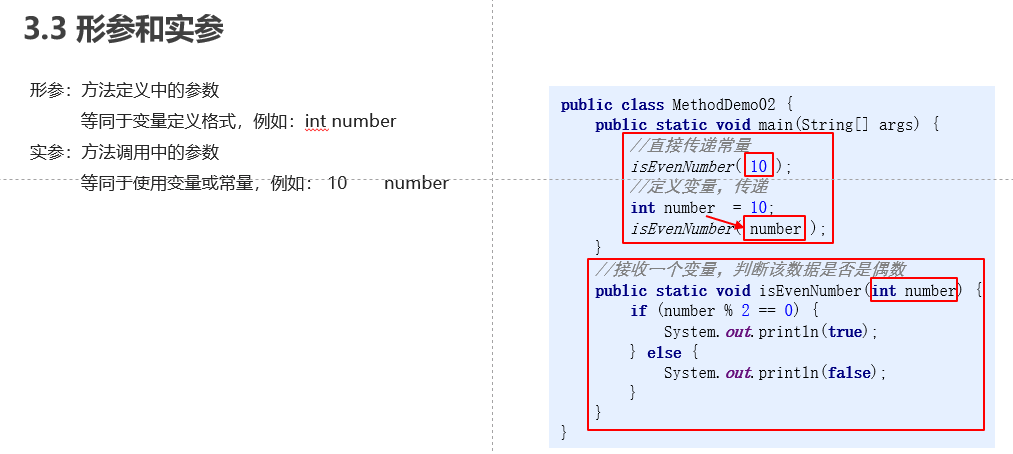 3.3 形参和实参
形参：方法定义中的参数
等同于变量定义格式，例如：int number
实参：方法调用中的参数
等同于使用变量或常量，例如： 10 number
public class MethodDemo02 {
public static void main(String[] args) {
//直接传递常量
isEvenNumber( 10 );
//定义变量，传递
int number = 10;
isEvenNumber( number );
}
//接收一个变量，判断该数据是否是偶数
public static void isEvenNumber(int number) {
if (number % 2 == 0) {
System.out.println(true);
} else {
System.out.println(false);
}
}
}